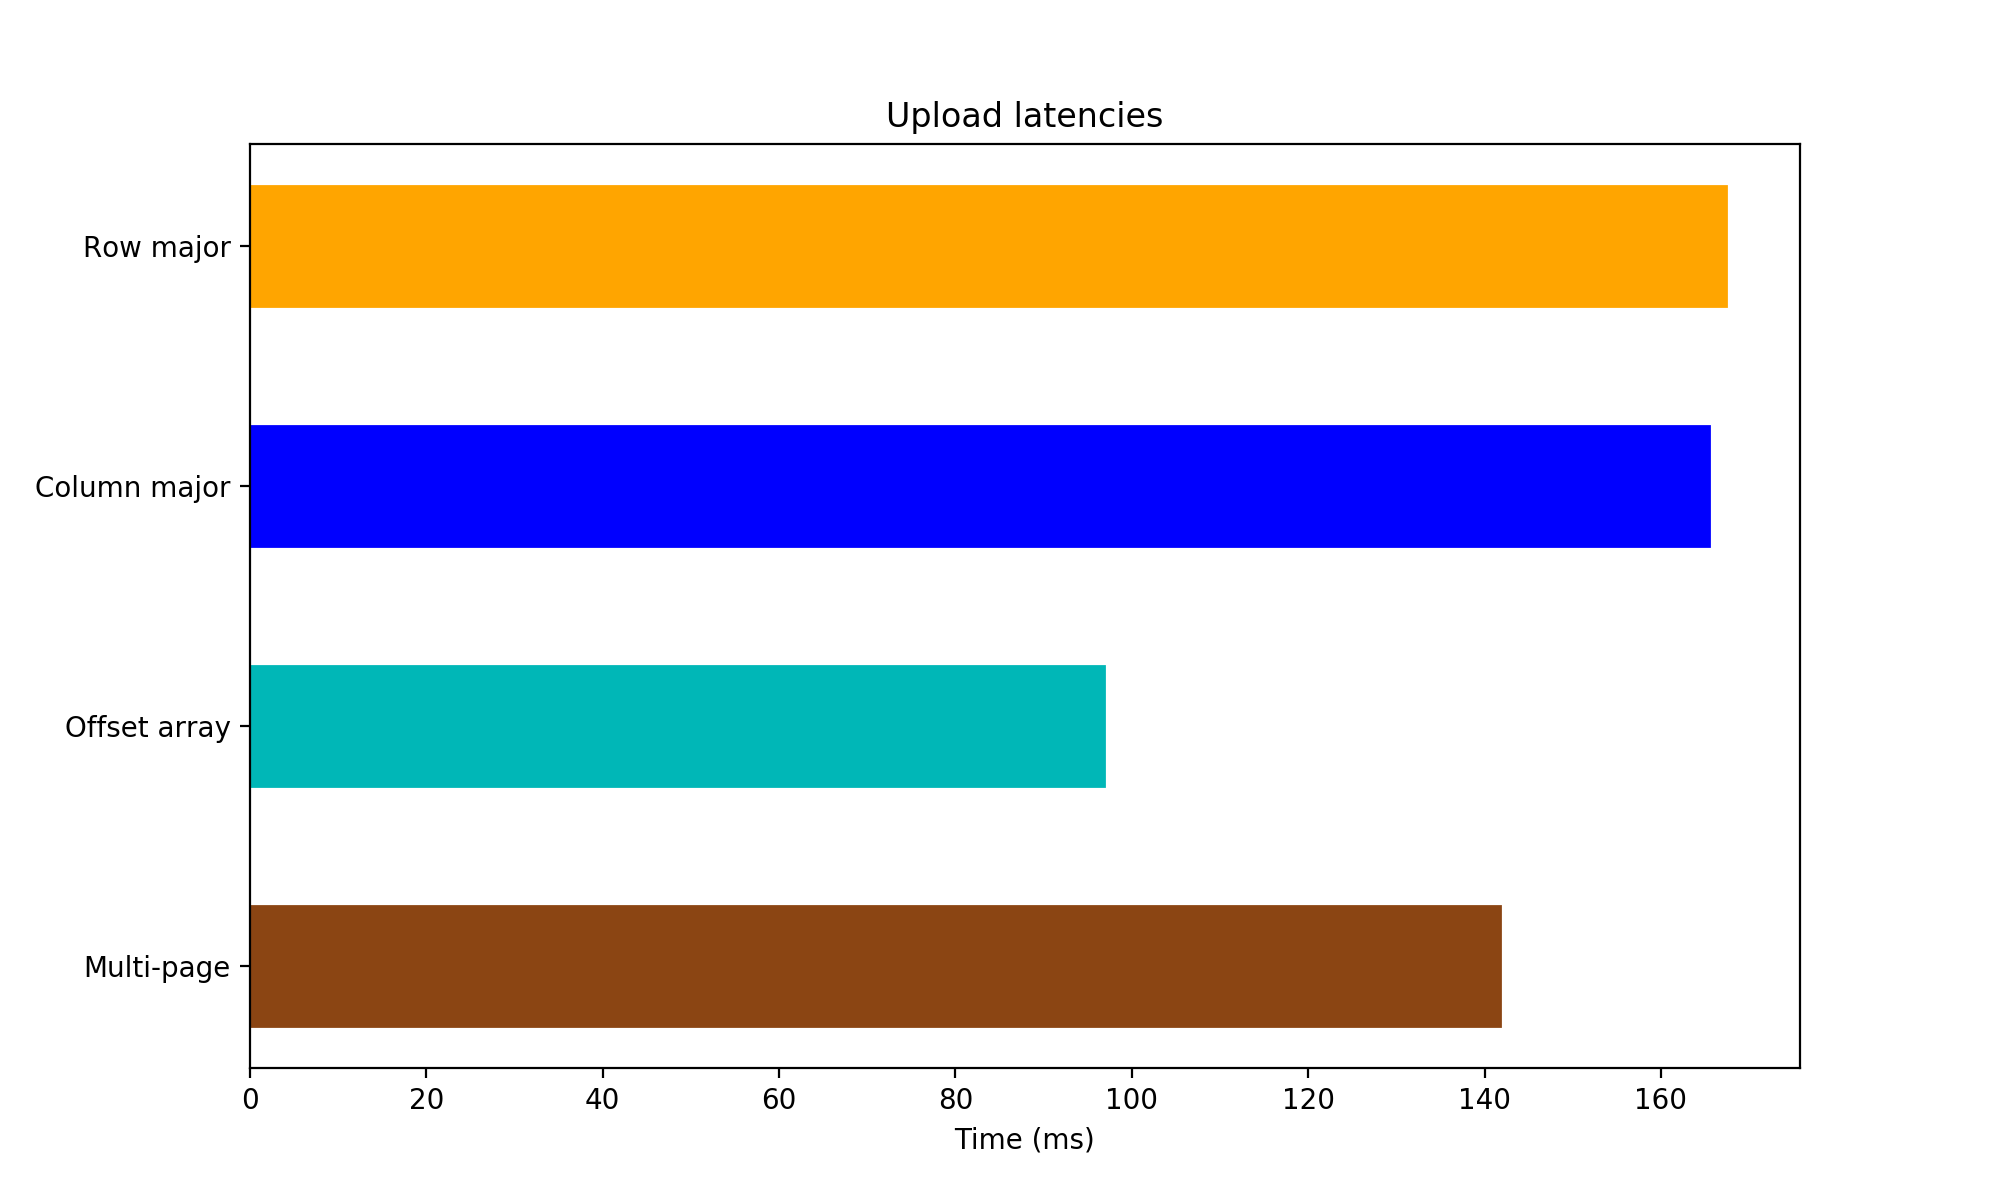 Upload latencies
Row major
Column major
Offset array
Multi-page
0 20 40 60 80 100 120 140 160
Time (ms)